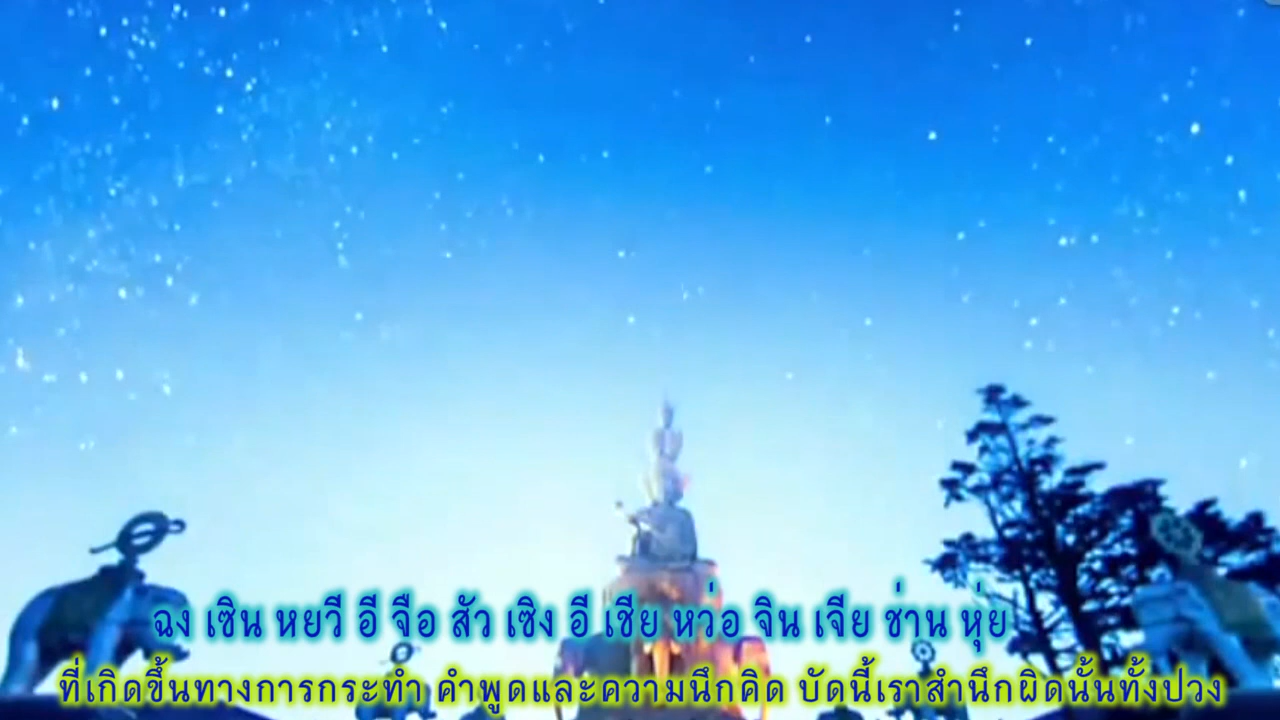 ฉง เซิน หยวี อี จือ สัว เซิง อี เชีย หว่อ จิน เจีย ช่าน หุ่ย
ที่เกิดขึ้นทางการกระทำ คำพูดและความนึกคิด บัดนี้เราสำนึกผิดนั้นทั้งปวง